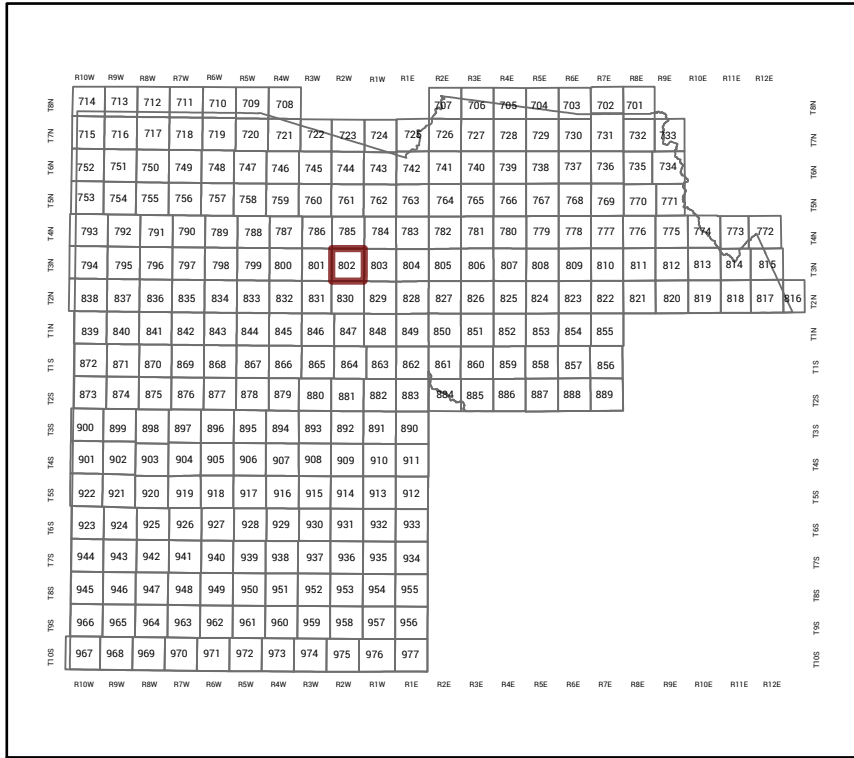 R10W R9W R8W R7W R6W R5W R4W R3W R2W R1W R1E R2E R3E R4E R5E R6E R7E R8E R9E R10E R11E R12E
T8N 714 713 712 711 710 709 708 707 706 705 704 703 702 701 T8N
T7N 715 716 717 718 719 720 721 722 723 724 725 726 727 728 729 730 731 732 733 T7N
T6N 752 751 750 749 748 747 746 745 744 743 742 741 740 739 738 737 736 735 734 T6N
T5N 753 754 755 756 757 758 759 760 761 762 763 764 765 766 767 768 769 770 771 T5N
T4N 793 792 791 790 789 788 787 786 785 784 783 782 781 780 779 778 777 776 775 774 773 772 T4N
T3N 794 795 796 797 798 799 800 801 802 803 804 805 806 807 808 809 810 811 812 813 814 815 T3N
T2N 838 837 836 835 834 833 832 831 830 829 828 827 826 825 824 823 822 821 820 819 818 817 816 T2N
T1N 839 840 841 842 843 844 845 846 847 848 849 850 851 852 853 854 855 T1N
T1S 872 871 870 869 868 867 866 865 864 863 862 861 860 859 858 857 856 T1S
T2S 873 874 875 876 877 878 879 880 881 882 883 884 885 886 887 888 889 T2S
T3S 900 899 898 897 896 895 894 893 892 891 890 T3S
T4S 901 902 903 904 905 906 907 908 909 910 911 T4S
T5S 922 921 920 919 918 917 916 915 914 913 912 T5S
T6S 923 924 925 926 927 928 929 930 931 932 933 T6S
T7S 944 943 942 941 940 939 938 937 936 935 934 T7S
T8S 945 946 947 948 949 950 951 952 953 954 955 T8S
T9S 966 965 964 963 962 961 960 959 958 957 956 T9S
T10S 967 968 969 970 971 972 973 974 975 976 977 T10S
R10W R9W R8W R7W R6W R5W R4W R3W R2W R1W R1E R2E R3E R4E R5E R6E R7E R8E R9E R10E R11E R12E